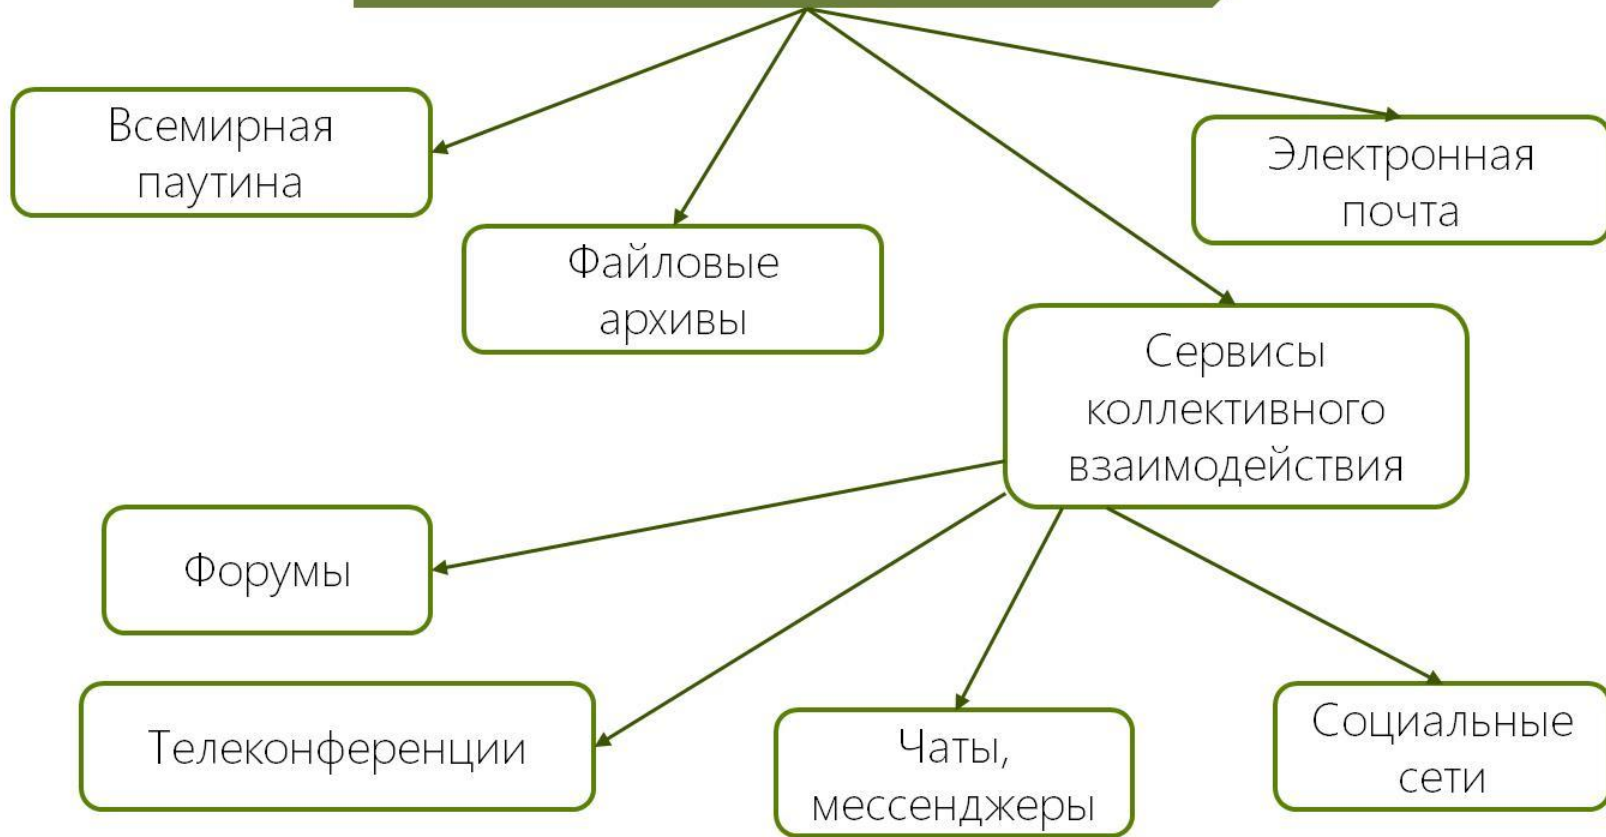 Всемирная
паутина
Электронная
почта
Файловые
архивы
Сервисы
коллективного
взаимодействия
Форумы
Телеконференции
Чаты,
мессенджеры
Социальные
сети